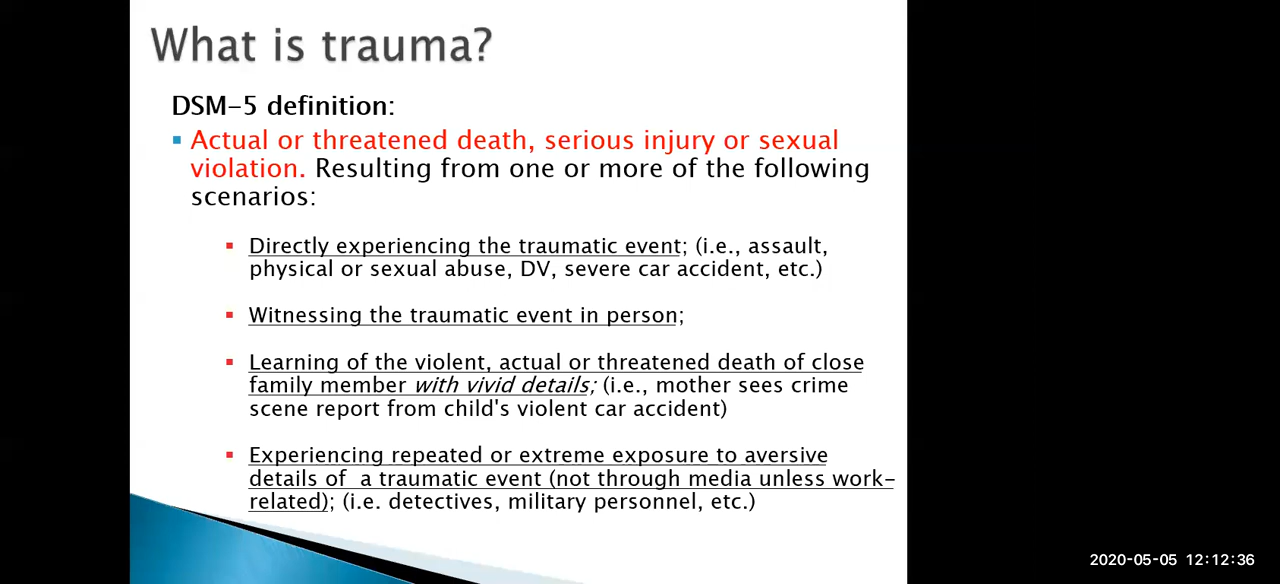 What is trauma?
DSM-5 definition:
Actual or threatened death, serious injury or sexual
violation. Resulting from one or more of the following
scenarios:
Directly experiencing the traumatic event; (i.e., assault,
physical or sexual abuse, DV, severe car accident, etc.)
Witnessing the traumatic event in person;
Learning of the violent, actual or threatened death of close
family member with vivid details; (i.e., mother sees crime
scene report from child's violent car accident)
Experiencing repeated or extreme exposure to aversive
details of a traumatic event (not through media unless work-
related); (i.e. detectives, military personnel, etc.)
2020-05-05 12:12:36